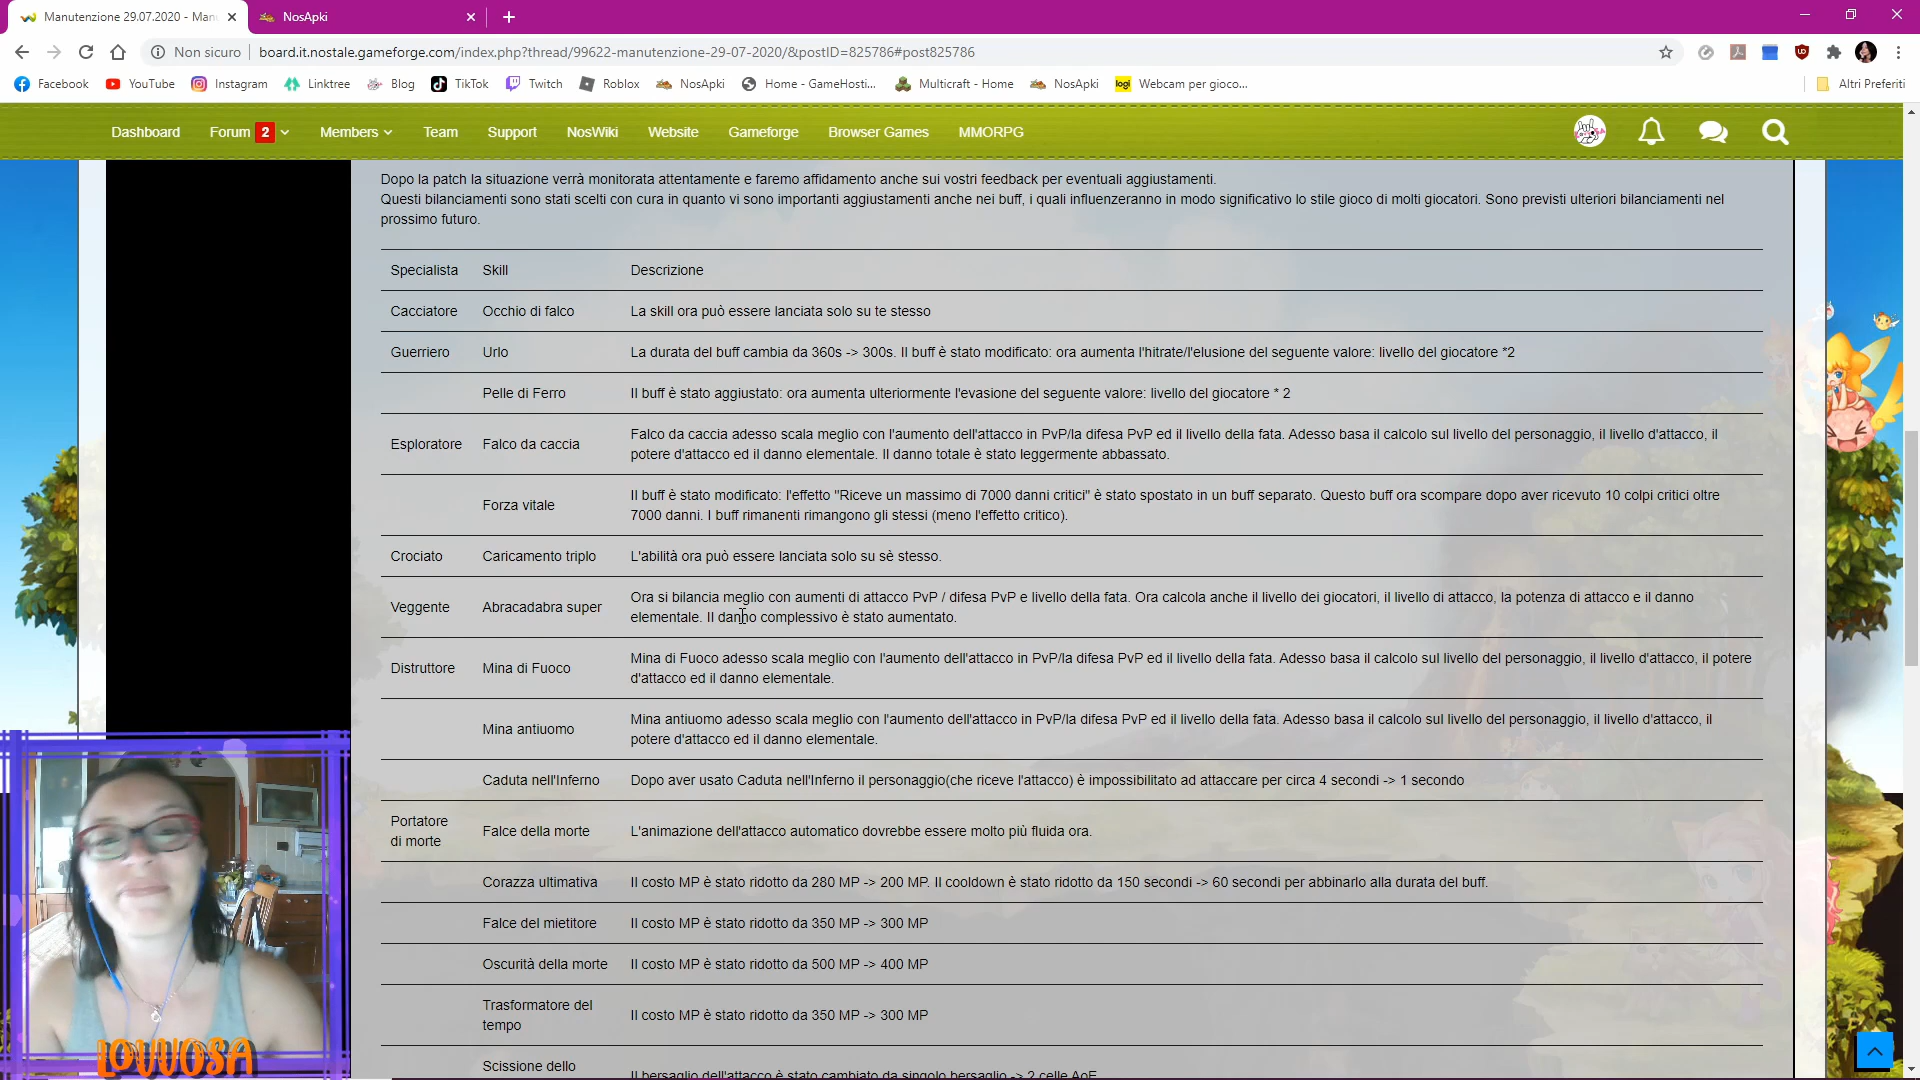 Manutenzione 29.07.2020 - Man
NosApki
Non sicuro
board.it.nostale.gameforge.com/index.php?thread/99622-manutenzione-29-07-2020/&postID=825786#post825786
Facebook
YouTube
Instagram
Linktree
Blog
TikTok
Twitch
Roblox
NosApki
Home - GameHosti...
Multicraft - Home
NosApki
logi
Webcam per gioco...
Altri Preferiti
Dashboard
Forum 2
Members
Team
Support
NosWiki
Website
Gameforge
Browser Games
MMORPG
Dopo la patch la situazione verrà monitorata attentamente e faremo affidamento anche sui vostri feedback per eventuali aggiustamenti.
Questi bilanciamenti sono stati scelti con cura in quanto vi sono importanti aggiustamenti anche nei buff, i quali influenzeranno in modo significativo lo stile gioco di molti giocatori. Sono previsti ulteriori bilanciamenti nel
prossimo futuro.
Specialista Skill Descrizione
Cacciatore Occhio di falco La skill ora può essere lanciata solo su te stesso
Guerriero Urlo La durata del buff cambia da 360s -> 300s. Il buff è stato modificato: ora aumenta l'hitrate/l'elusione del seguente valore: livello del giocatore *2
Pelle di Ferro Il buff è stato aggiustato: ora aumenta ulteriormente l'evasione del seguente valore: livello del giocatore * 2
Esploratore Falco da caccia
Falco da caccia adesso scala meglio con l'aumento dell'attacco in PvP/la difesa PvP ed il livello della fata. Adesso basa il calcolo sul livello del personaggio, il livello d'attacco, il
potere d'attacco ed il danno elementale. Il danno totale è stato leggermente abbassato.
Forza vitale
Il buff è stato modificato: l'effetto "Riceve un massimo di 7000 danni critici" è stato spostato in un buff separato. Questo buff ora scompare dopo aver ricevuto 10 colpi critici oltre
7000 danni. I buff rimanenti rimangono gli stessi (meno l'effetto critico).
Crociato Caricamento triplo L'abilità ora può essere lanciata solo su sè stesso.
Veggente Abracadabra super
Ora si bilancia meglio con aumenti di attacco PvP / difesa PvP e livello della fata. Ora calcola anche il livello dei giocatori, il livello di attacco, la potenza di attacco e il danno
elementale. Il danno complessivo è stato aumentato.
Distruttore Mina di Fuoco
Mina di Fuoco adesso scala meglio con l'aumento dell'attacco in PvP/la difesa PvP ed il livello della fata. Adesso basa il calcolo sul livello del personaggio, il livello d'attacco, il potere
d'attacco ed il danno elementale.
Mina antiuomo
Mina antiuomo adesso scala meglio con l'aumento dell'attacco in PvP/la difesa PvP ed il livello della fata. Adesso basa il calcolo sul livello del personaggio, il livello d'attacco, il
potere d'attacco ed il danno elementale.
Caduta nell'Inferno Dopo aver usato Caduta nell'Inferno il personaggio(che riceve l'attacco) è impossibilitato ad attaccare per circa 4 secondi -> 1 secondo
Portatore
di morte
Falce della morte L'animazione dell'attacco automatico dovrebbe essere molto più fluida ora.
Corazza ultimativa Il costo MP è stato ridotto da 280 MP -> 200 MP. Il cooldown è stato ridotto da 150 secondi -> 60 secondi per abbinarlo alla durata del buff.
Falce del mietitore Il costo MP è stato ridotto da 350 MP -> 300 MP
Oscurità della morte Il costo MP è stato ridotto da 500 MP -> 400 MP
Trasformatore del
tempo
Il costo MP è stato ridotto da 350 MP -> 300 MP
Scissione dello
Il bersaglio dell'attacco è stato cambiato da singolo bersaglio -> 2 celle AoE
LOVVOSA